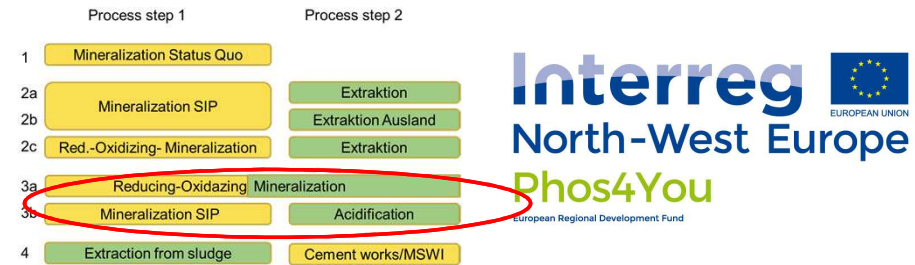 Process step 1 Process step 2
1 Mineralization Status Quo
2a Extraktion
Mineralization SIP
2b Extraktion Ausland
2c Red.-Oxidizing- Mineralization Extraktion
3a Reducing-Oxidazing Mineralization
3b Mineralization SIP Acidification
4 Extraction from sludge Cement works/MSWI
Interreg
EUROPEAN UNION
North-West Europe
Phos4You
European Regional Development Fund